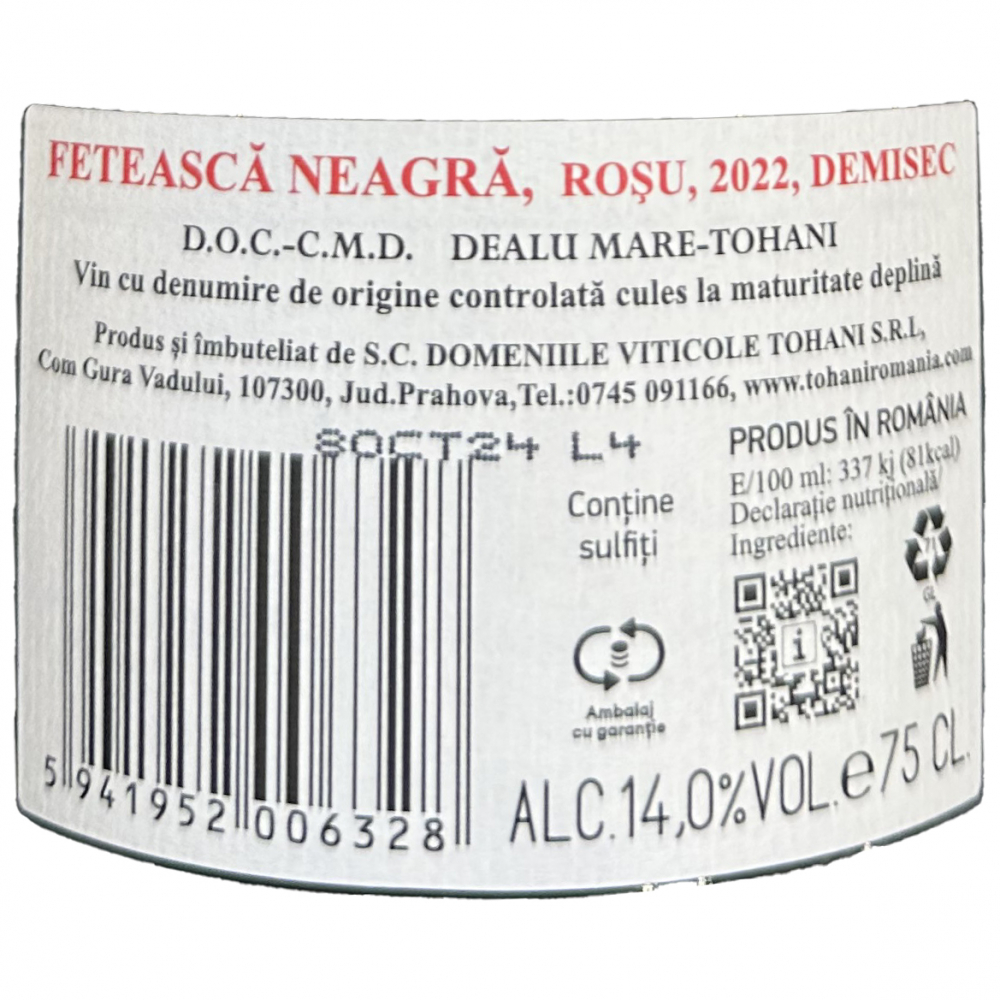 FETEASCĂ NEAGRĂ, ROŞU, 2022, DEMISEC
D.O.C.-C.M.D. DEALU MARE-TOHANI
Vin cu denumire de origine controlată cules la maturitate deplină
Produs şi îmbuteliat de S.C. DOMENIILE VITICOLE TOHANI S.R.L,
Com Gura Vadului, 107300, Jud.Prahova,Tel.:0745 091166, www.tohaniromania.com
8OCT24 L4
PRODUS ÎN ROMÂNIA
E/100 ml: 337 kj (81kcal)
Declaraţie nutriţională
Ingrediente:
Conţine
sulfiţi
i
GL
Ambalaj
cu garanţie
5 941952 006328
ALC.14,0%VOL. e75 CL.